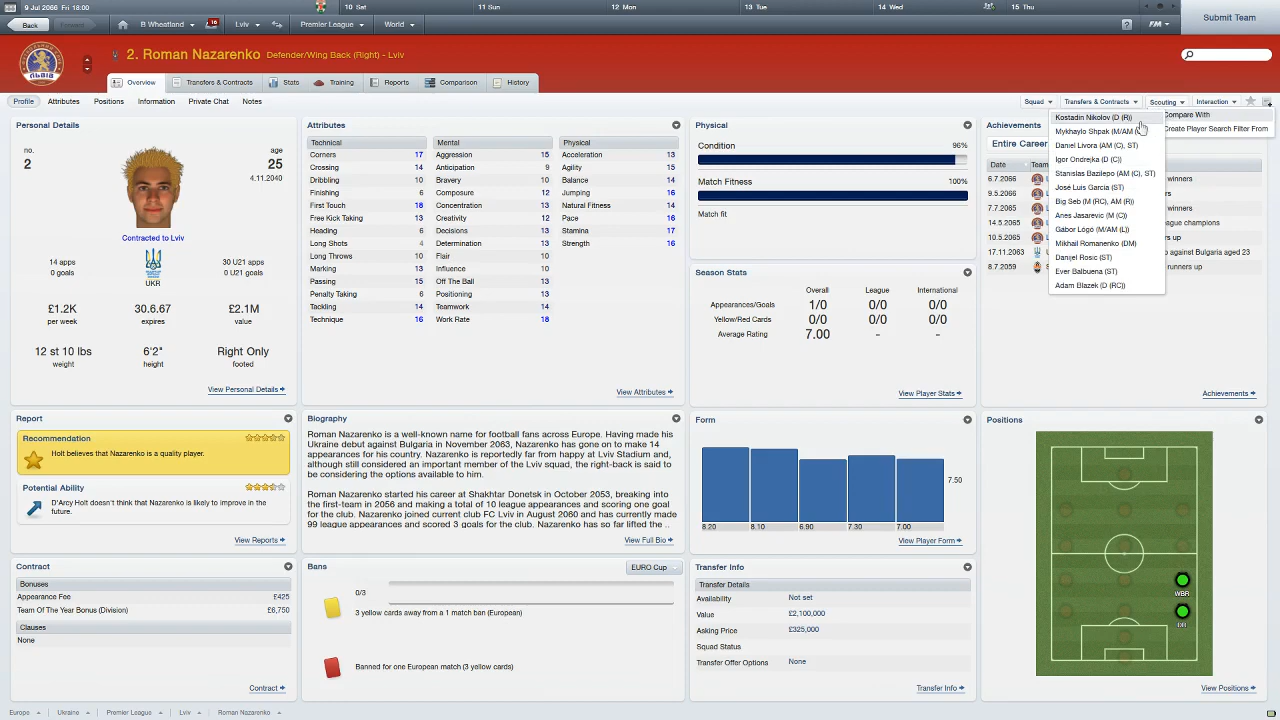 9 Jul 2066 Fri 18:00
10 Sat
11 Sun
12 Mon
13 Tue
14 Wed
15 Thu
Back
Forward
B Wheatland
16
Lviv
Premier League
World
?
FM
Submit Team
2. Roman Nazarenko
Defender/Wing Back (Right) - Lviv
Overview
Transfers & Contracts
Stats
Training
Reports
Comparison
History
Profile
Attributes
Positions
Information
Private Chat
Notes
Squad
Transfers & Contracts
Scouting
Interaction
Compare With
Create Player Search Filter From
Kostadin Nikolov (D (R))
Mykhaylo Shpak (M/AM
Daniel Livora (AM (C), ST)
Igor Ondrejka (D (C))
Stanislas Bazilepo (AM (C), ST)
José Luis García (ST)
Big Seb (M (RC), AM (R))
Anes Jasarevic (M (C))
Gábor Lógó (M/AM (L))
Mikhail Romanenko (DM)
Danijel Rosic (ST)
Ever Balbuena (ST)
Adam Blazek (D (RC))
Personal Details
no.
2
age
25
4.11.2040
Contracted to Lviv
14 apps
0 goals
UKR
30 U21 apps
0 U21 goals
£1.2K
per week
30.6.67
expires
£2.1M
value
12 st 10 lbs
weight
6'2"
height
Right Only
footed
View Personal Details
Attributes
Technical
Mental
Physical
Corners 17
Aggression 15
Acceleration 13
Crossing 14
Anticipation 9
Agility 15
Dribbling 10
Bravery 15
Balance 14
Finishing 6
Composure 12
Jumping 16
First Touch 18
Concentration 13
Natural Fitness 14
Free Kick Taking 13
Creativity 12
Pace 16
Heading 6
Decisions 13
Stamina 17
Long Shots 4
Determination 13
Strength 16
Long Throws 10
Flair 10
Marking 13
Influence 10
Passing 15
Off The Ball 13
Penalty Taking 6
Positioning 13
Tackling 14
Teamwork 14
Technique 16
Work Rate 18
View Attributes
Physical
Condition 96%
Match Fitness 100%
Match fit
Season Stats
Overall
League
International
Appearances/Goals 1/0 0/0 0/0
Yellow/Red Cards 0/0 0/0 0/0
Average Rating 7.00 - -
View Player Stats
Achievements
Entire Career
Date
Team
6.7.2066 winners
9.5.2066
7.7.2065 winners
14.5.2065 league champions
10.5.2065
17.11.2063 against Bulgaria aged 23
8.7.2059 runners up
Achievements
Report
Recommendation
Holt believes that Nazarenko is a quality player.
Potential Ability
D'Arcy Holt doesn't think that Nazarenko is likely to improve in the
future.
View Reports
Biography
Roman Nazarenko is a well-known name for football fans across Europe. Having made his
Ukraine debut against Bulgaria in November 2063, Nazarenko has gone on to make 14
appearances for his country. Nazarenko is reportedly far from happy at Lviv Stadium and,
although still considered an important member of the Lviv squad, the right-back is said to
be considering the options available to him.
Roman Nazarenko started his career at Shakhtar Donetsk in October 2053, breaking into
the first-team in 2056 and making a total of 10 league appearances and scoring one goal
for the club. Nazarenko joined current club FC Lviv in August 2060 and has currently made
99 league appearances and scored 3 goals for the club. Nazarenko has so far lifted the ..
View Full Bio
Form
7.50
8.20
8.10
6.90
7.30
7.00
View Player Form
Positions
WBR
DR
View Positions
Contract
Bonuses
Appearance Fee £425
Team Of The Year Bonus (Division) £6,750
Clauses
None
Contract
Bans
EURO Cup
0/3
3 yellow cards away from a 1 match ban (European)
Banned for one European match (3 yellow cards)
Transfer Info
Transfer Details
Availability Not set
Value £2,100,000
Asking Price £325,000
Squad Status
Transfer Offer Options None
Transfer Info
Europe
Ukraine
Premier League
Lviv
Roman Nazarenko